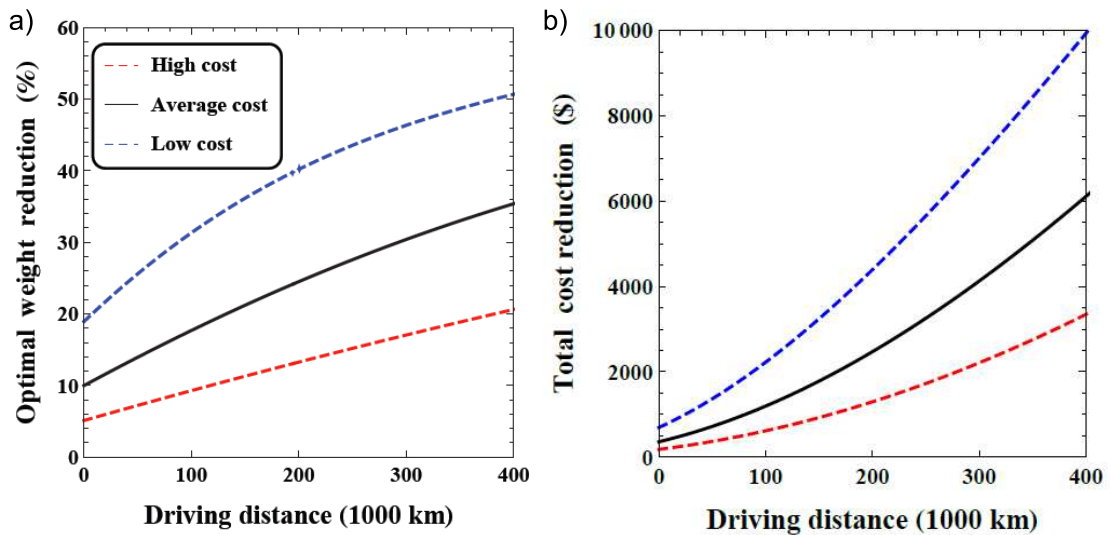 a)
60
50
40
30
20
10
0
Optimal weight reduction (%)
High cost
Average cost
Low cost
0 100 200 300 400
Driving distance (1000 km)
b)
10 000
8000
6000
4000
2000
0
Total cost reduction ($)
0 100 200 300 400
Driving distance (1000 km)